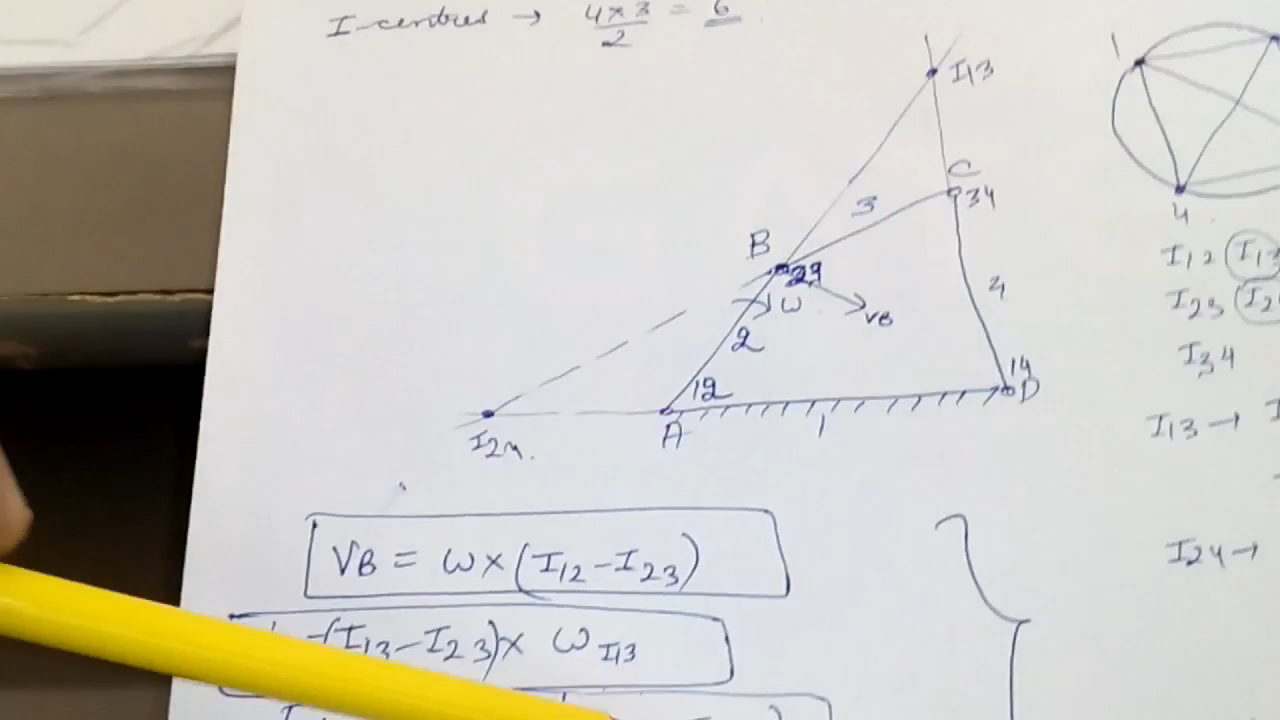 I-centres → 4×3/2 = 6
I13
C
34
3
B
23
ω
VB
2
4
12
14
A
D
1
I24.
1
4
I12 I13
I23
I34
I13 →
I24 →
VB = ω×(I12-I23)
(I13-I23)× ωI13